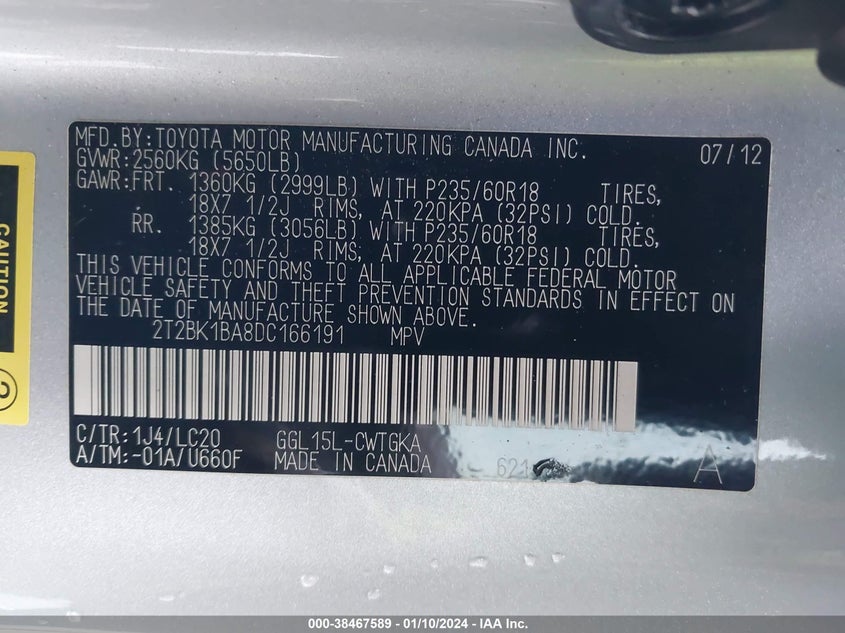 MFD. BY: TOYOTA MOTOR MANUFACTURING CANADA INC. 07/12
GVWR: 2560KG (5650LB)
GAWR: FRT. 1360KG (2999LB) WITH P235/60R18 TIRES,
18X7 1/2J RIMS, AT 220KPA (32PSI) COLD.
RR. 1385KG (3056LB) WITH P235/60R18 TIRES,
18X7 1/2J RIMS, AT 220KPA (32PSI) COLD.
THIS VEHICLE CONFORMS TO ALL APPLICABLE FEDERAL MOTOR
VEHICLE SAFETY AND THEFT PREVENTION STANDARDS IN EFFECT ON
THE DATE OF MANUFACTURE SHOWN ABOVE.
2T2BK1BA8DC166191 MPV
C/TR: 1J4/LC20 GGL15L-CWTGKA
A/TM: -01A/U660F MADE IN CANADA
A
CAUTION
2
000-38467589 - 01/10/2024 - IAA Inc.